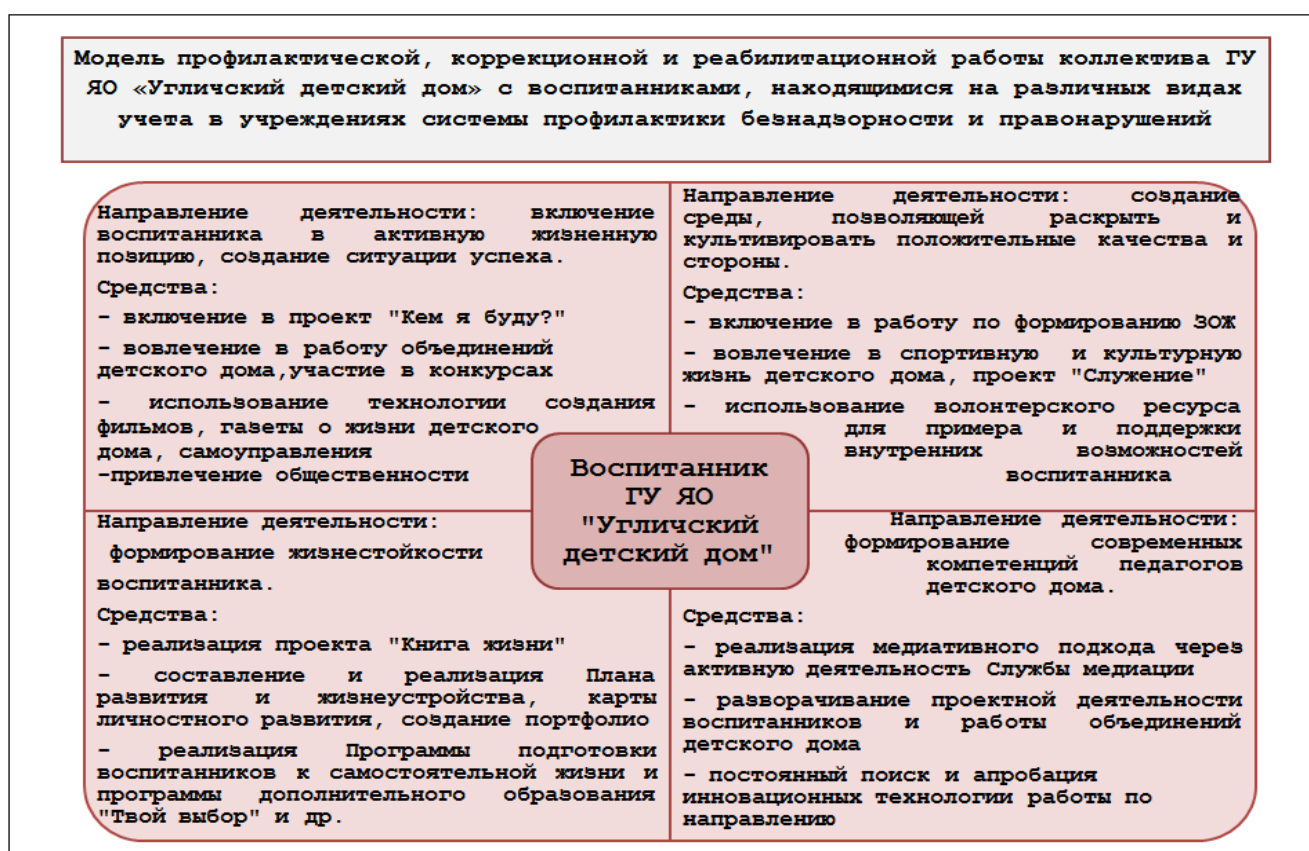 Модель профилактической, коррекционной и реабилитационной работы коллектива ГУ
ЯО «Угличский детский дом» с воспитанниками, находящимися на различных видах
учета в учреждениях системы профилактики безнадзорности и правонарушений
Направление деятельности: включение
воспитанника в активную жизненную
позицию, создание ситуации успеха.
Средства:
- включение в проект "Кем я буду?"
- вовлечение в работу объединений
детского дома,участие в конкурсах
- использование технологии создания
фильмов, газеты о жизни детского
дома, самоуправления
-привлечение общественности
Направление деятельности: создание
среды, позволяющей раскрыть и
культивировать положительные качества и
стороны.
Средства:
- включение в работу по формированию ЗОЖ
- вовлечение в спортивную и культурную
жизнь детского дома, проект "Служение"
- использование волонтерского ресурса
для примера и поддержки
внутренних возможностей
воспитанника
Воспитанник
ГУ ЯО
"Угличский
детский дом"
Направление деятельности:
формирование жизнестойкости
воспитанника.
Средства:
- реализация проекта "Книга жизни"
- составление и реализация Плана
развития и жизнеустройства, карты
личностного развития, создание портфолио
- реализация Программы подготовки
воспитанников к самостоятельной жизни и
программы дополнительного образования
"Твой выбор" и др.
Направление деятельности:
формирование современных
компетенций педагогов
детского дома.
Средства:
- реализация медиативного подхода через
активную деятельность Службы медиации
- разворачивание проектной деятельности
воспитанников и работы объединений
детского дома
- постоянный поиск и апробация
инновационных технологии работы по
направлению